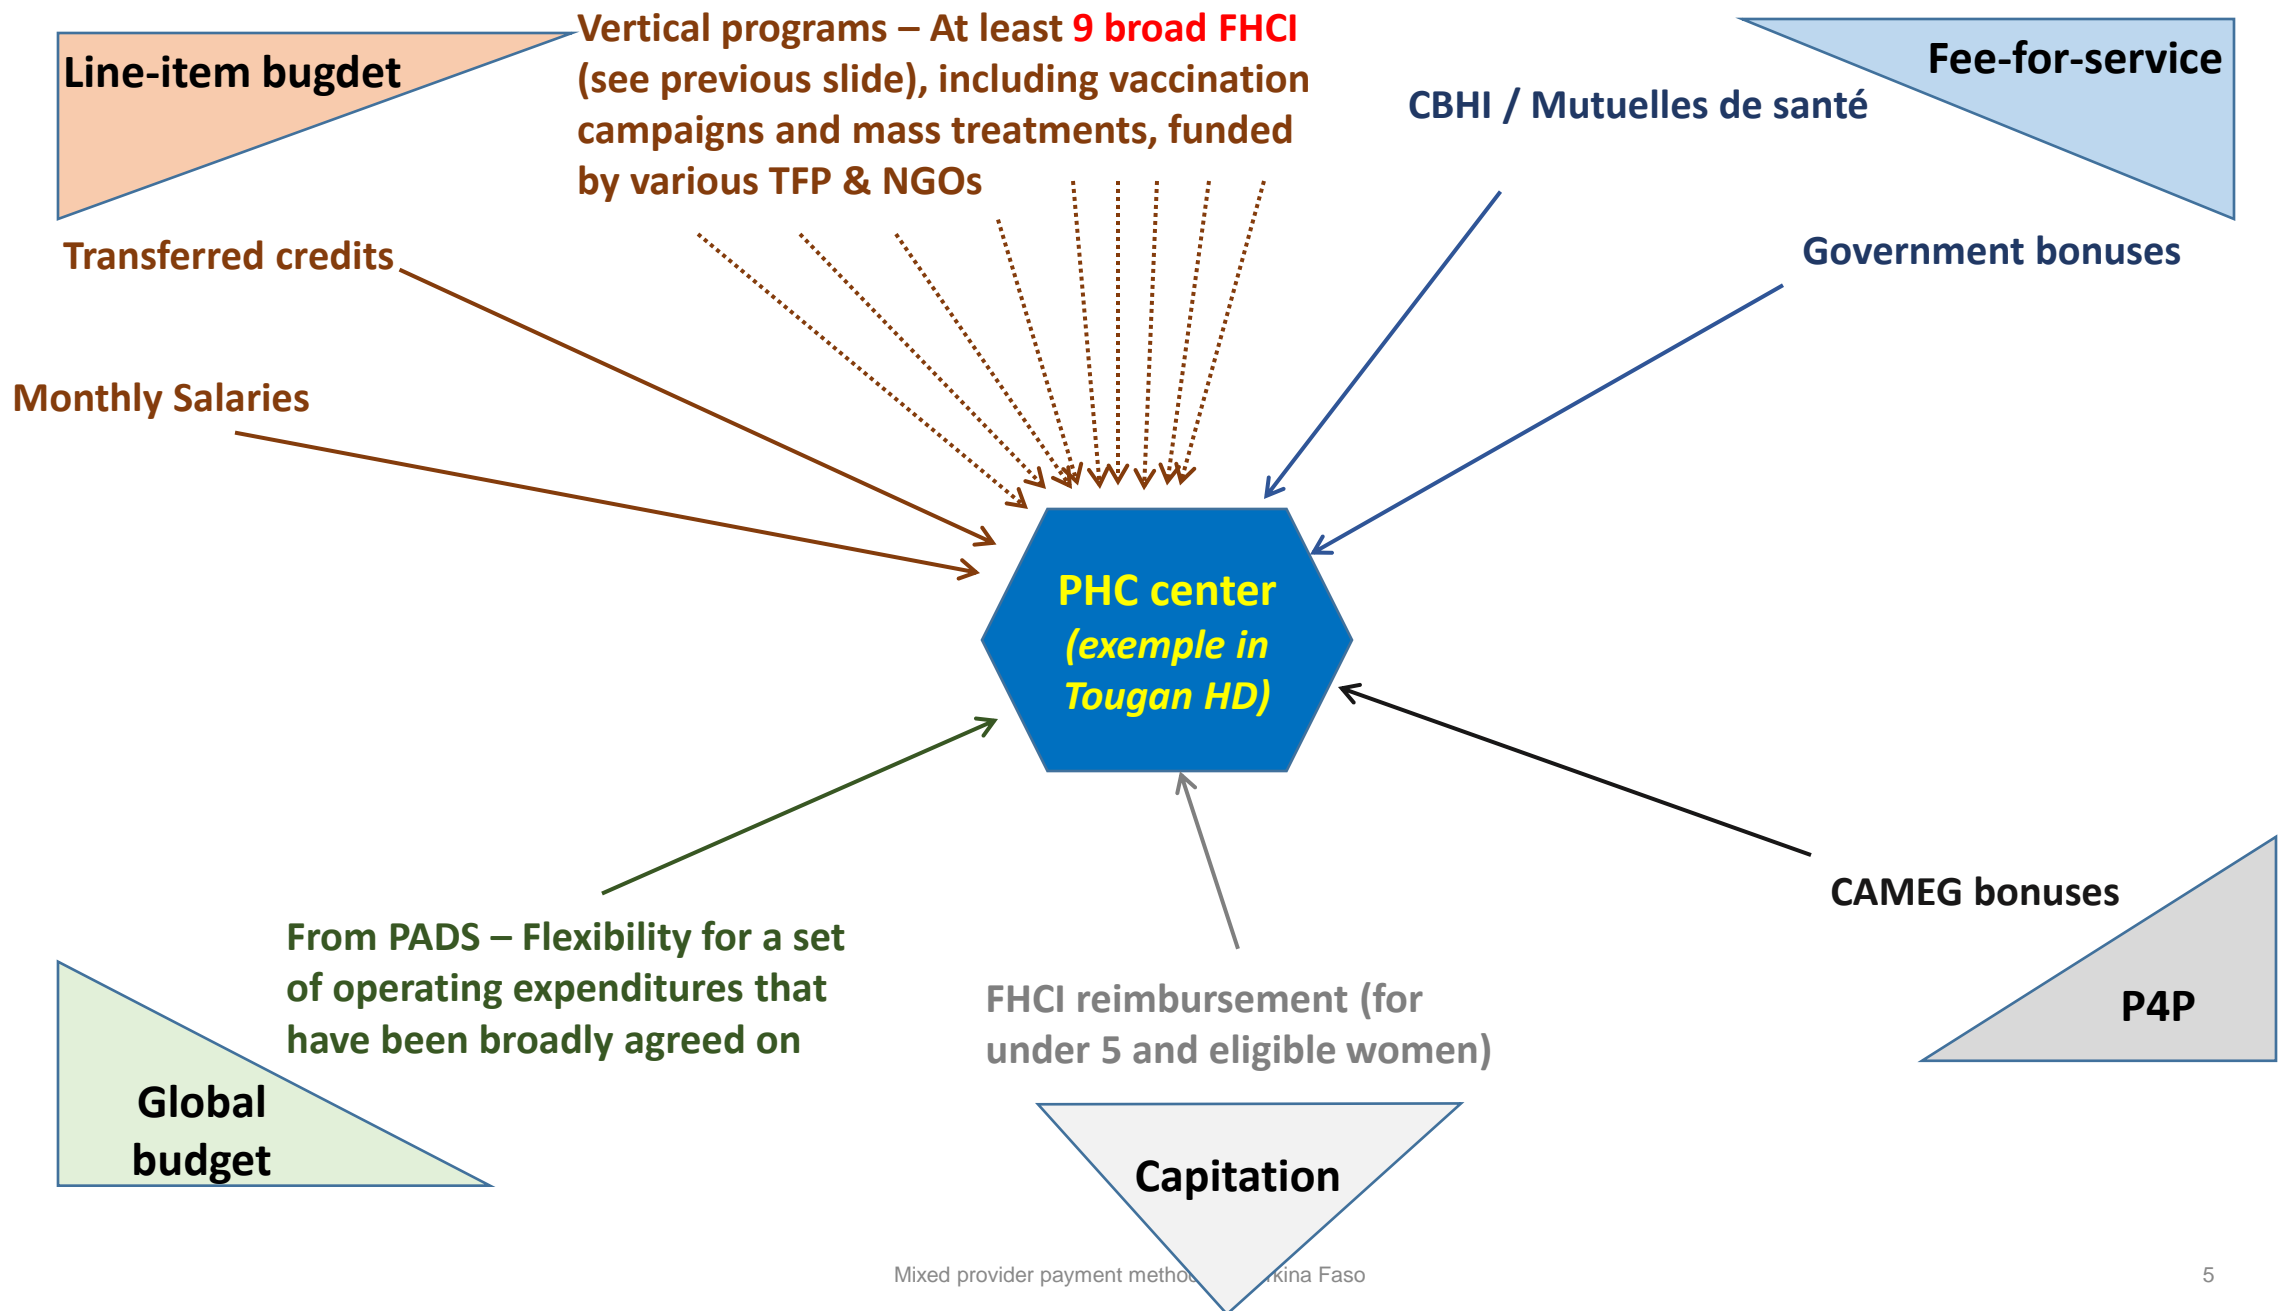 Line-item bugdet
Vertical programs – At least 9 broad FHCI
(see previous slide), including vaccination
campaigns and mass treatments, funded
by various TFP & NGOs
Fee-for-service
CBHI / Mutuelles de santé
Government bonuses
Transferred credits
Monthly Salaries
PHC center
(exemple in
Tougan HD)
CAMEG bonuses
P4P
From PADS – Flexibility for a set
of operating expenditures that
have been broadly agreed on
Global
budget
FHCI reimbursement (for
under 5 and eligible women)
Capitation
Mixed provider payment Faso
5